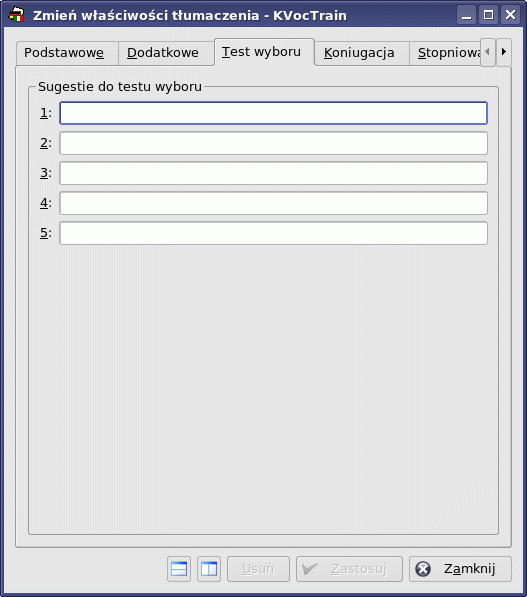 Zmień właściwości tłumaczenia - KVocTrain
Podstawowe Dodatkowe Test wyboru Koniugacja Stopniowa
Sugestie do testu wyboru
1:
2:
3:
4:
5:
Usuń Zastosuj Zamknij